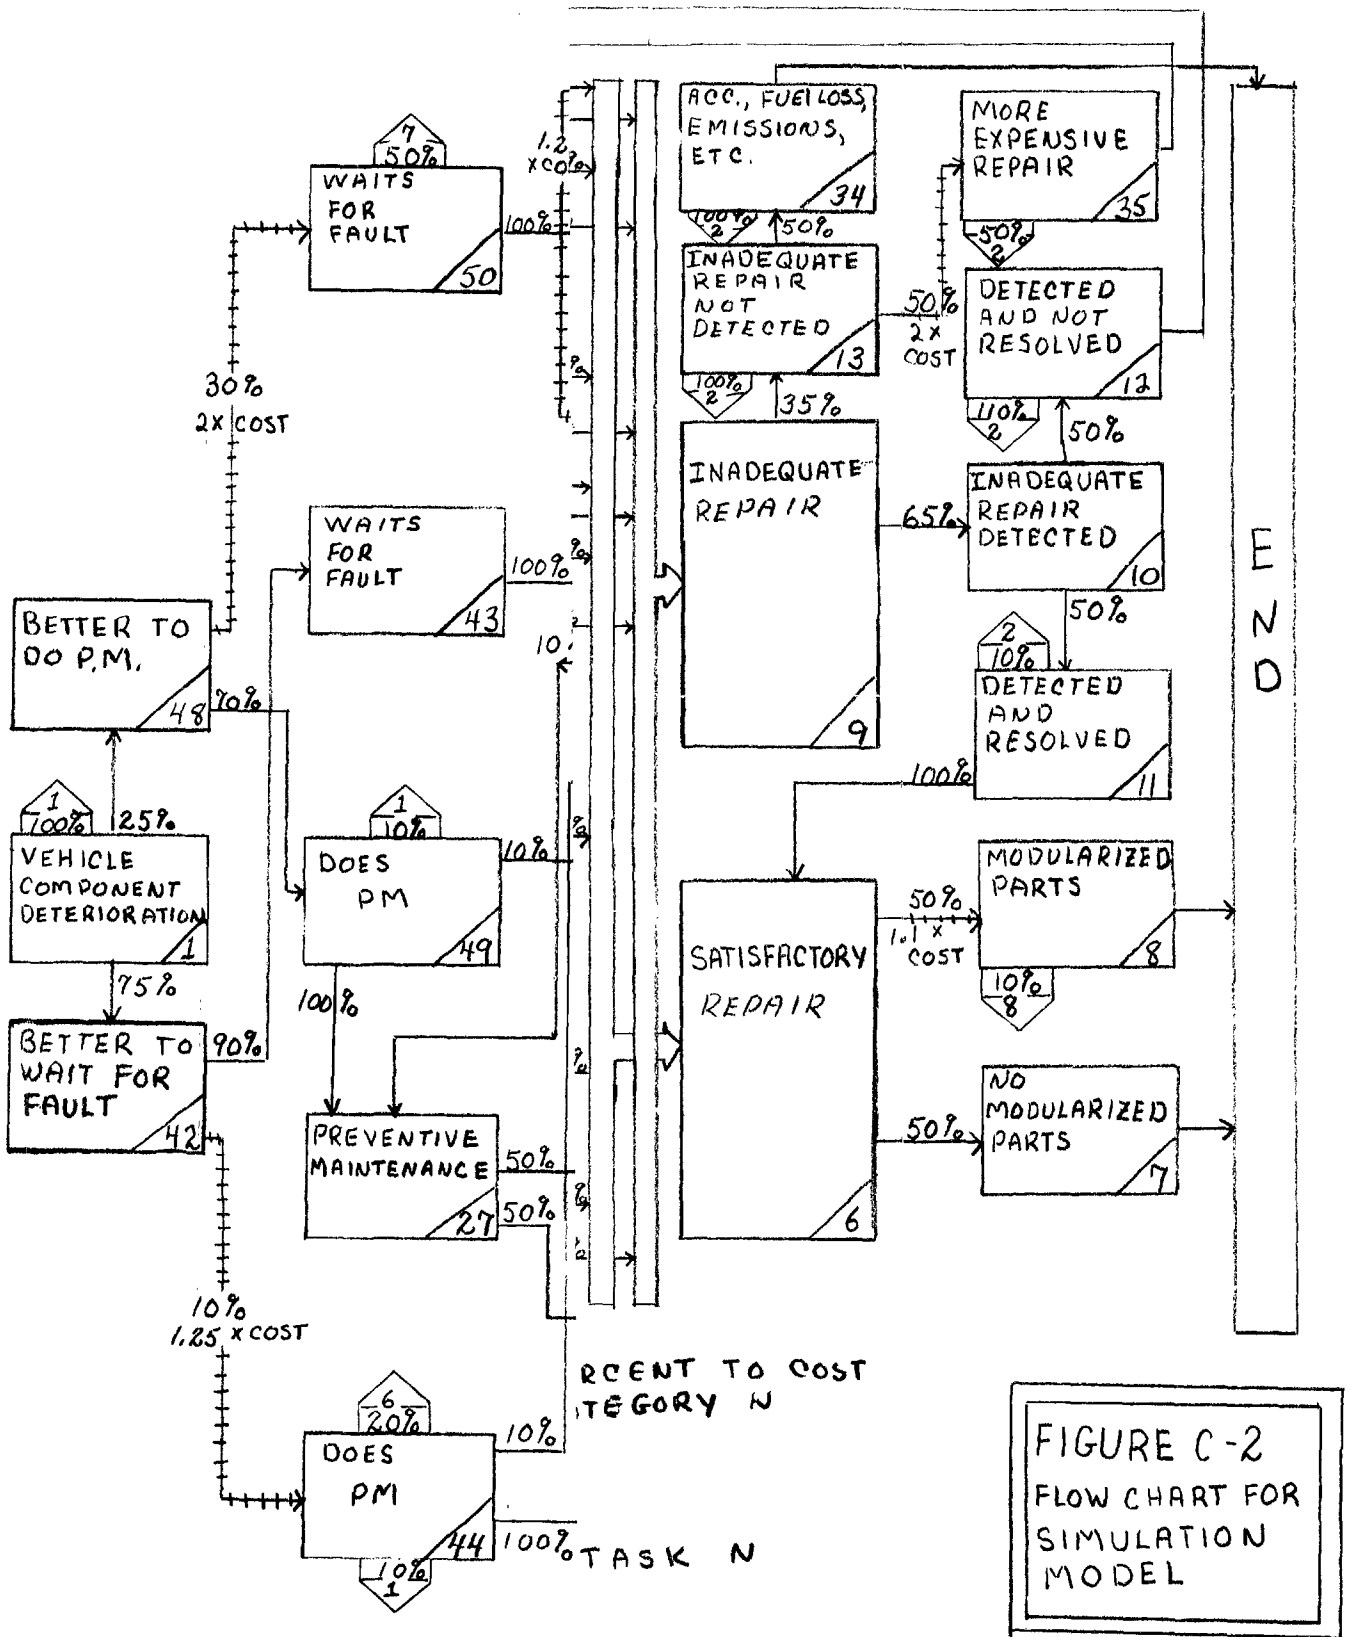 7
50%
WAITS
FOR
FAULT
50
100%
30%
2X COST
WAITS
FOR
FAULT
43
100%
BETTER TO
DO P.M.
48
70%
1
100%
25%
VEHICLE
COMPONENT
DETERIORATION
1
75%
BETTER TO
WAIT FOR
FAULT
42
90%
10%
1.25 X COST
1
10%
DOES
PM
49
10%
100%
PREVENTIVE
MAINTENANCE
27
50%
50%
6
20%
DOES
PM
44
10%
100%
10%
1
1.2
10
ACC., FUEL LOSS,
EMISSIONS,
ETC.
34
100%
2
50%
INADEQUATE
REPAIR
NOT
DETECTED
13
50%
2X
COST
100%
2
35%
INADEQUATE
REPAIR
9
65%
MORE
EXPENSIVE
REPAIR
35
50%
2
DETECTED
AND NOT
RESOLVED
12
110%
2
50%
INADEQUATE
REPAIR
DETECTED
10
50%
2
10%
DETECTED
AND
RESOLVED
11
100%
SATISFACTORY
REPAIR
6
50%
1.1 X
COST
MODULARIZED
PARTS
8
10%
8
50%
NO
MODULARIZED
PARTS
7
END
RCENT TO COST
TEGORY N
TASK N
FIGURE C-2
FLOW CHART FOR
SIMULATION
MODEL